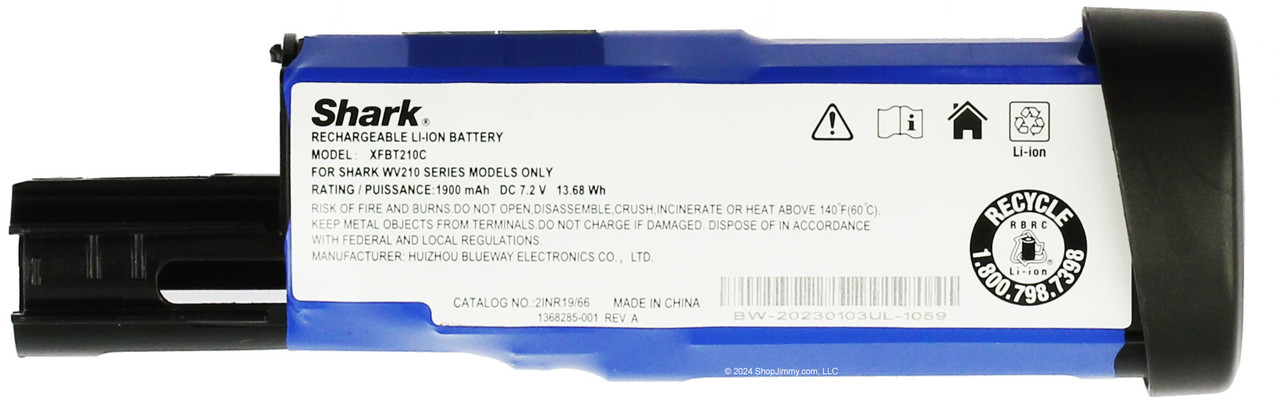 Shark®
RECHARGEABLE LI-ION BATTERY
MODEL: XFBT210C
FOR SHARK WV210 SERIES MODELS ONLY
RATING / PUISSANCE:1900 mAh DC 7.2 V 13.68 Wh
RISK OF FIRE AND BURNS.DO NOT OPEN,DISASSEMBLE,CRUSH,INCINERATE OR HEAT ABOVE 140°F(60°C).
KEEP METAL OBJECTS FROM TERMINALS.DO NOT CHARGE IF DAMAGED. DISPOSE OF IN ACCORDANCE
WITH FEDERAL AND LOCAL REGULATIONS.
MANUFACTURER: HUIZHOU BLUEWAY ELECTRONICS CO., LTD.
CATALOG NO.:2INR19/66 MADE IN CHINA
1368285-001 REV A
BW-20230103UL-1059
!
i
Li-ion
RECYCLE
RBRC
®
Li-ion
1.800.798.7398
© 2024 ShopJimmy.com, LLC